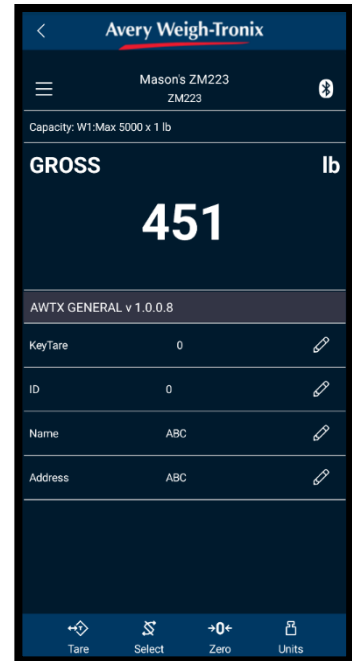 Avery Weigh-Tronix
Mason's ZM223
ZM223
Capacity: W1:Max 5000 x 1 lb
GROSS lb
451
AWTX GENERAL v 1.0.0.8
KeyTare 0
ID 0
Name ABC
Address ABC
→0←
Tare Select Zero Units